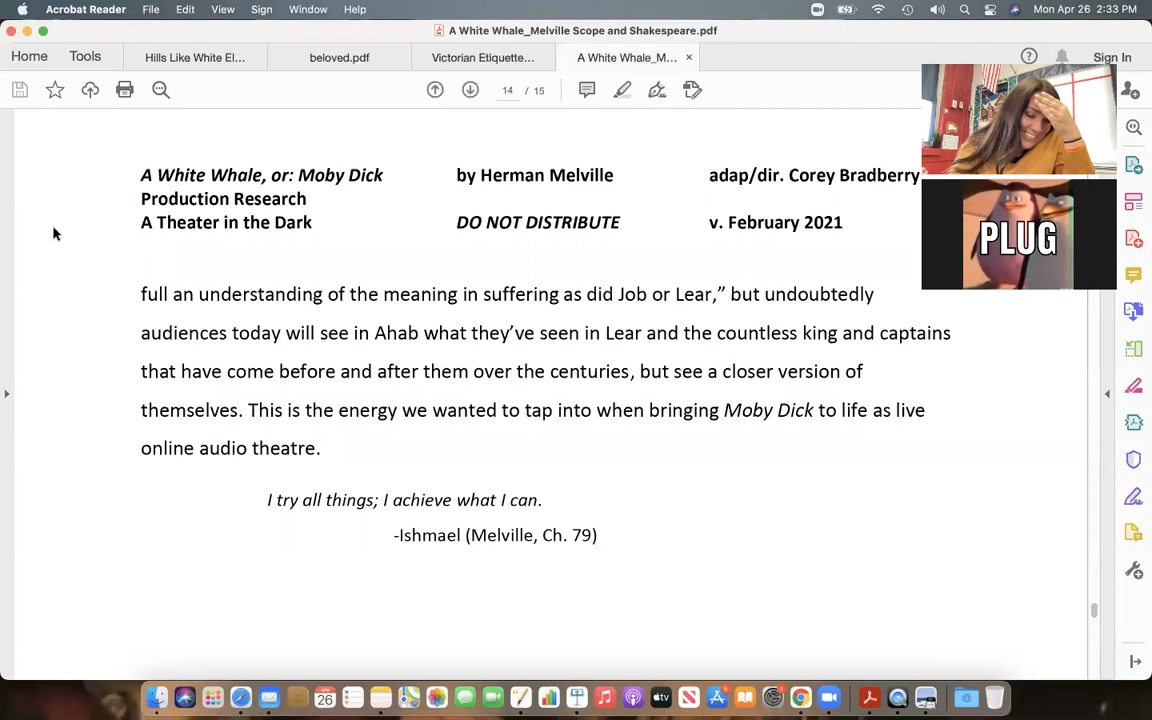 Acrobat Reader File Edit View Sign Window Help Mon Apr 26 2:33 PM
A White Whale_Melville Scope and Shakespeare.pdf
Home Tools Hills Like White El... beloved.pdf Victorian Etiquette... A White Whale_M... × Sign In
14 / 15
A White Whale, or: Moby Dick by Herman Melville adap/dir. Corey Bradberry
Production Research
A Theater in the Dark DO NOT DISTRIBUTE v. February 2021
PLUG
full an understanding of the meaning in suffering as did Job or Lear,” but undoubtedly
audiences today will see in Ahab what they’ve seen in Lear and the countless king and captains
that have come before and after them over the centuries, but see a closer version of
themselves. This is the energy we wanted to tap into when bringing Moby Dick to life as live
online audio theatre.
I try all things; I achieve what I can.
-Ishmael (Melville, Ch. 79)
APR
26
tv